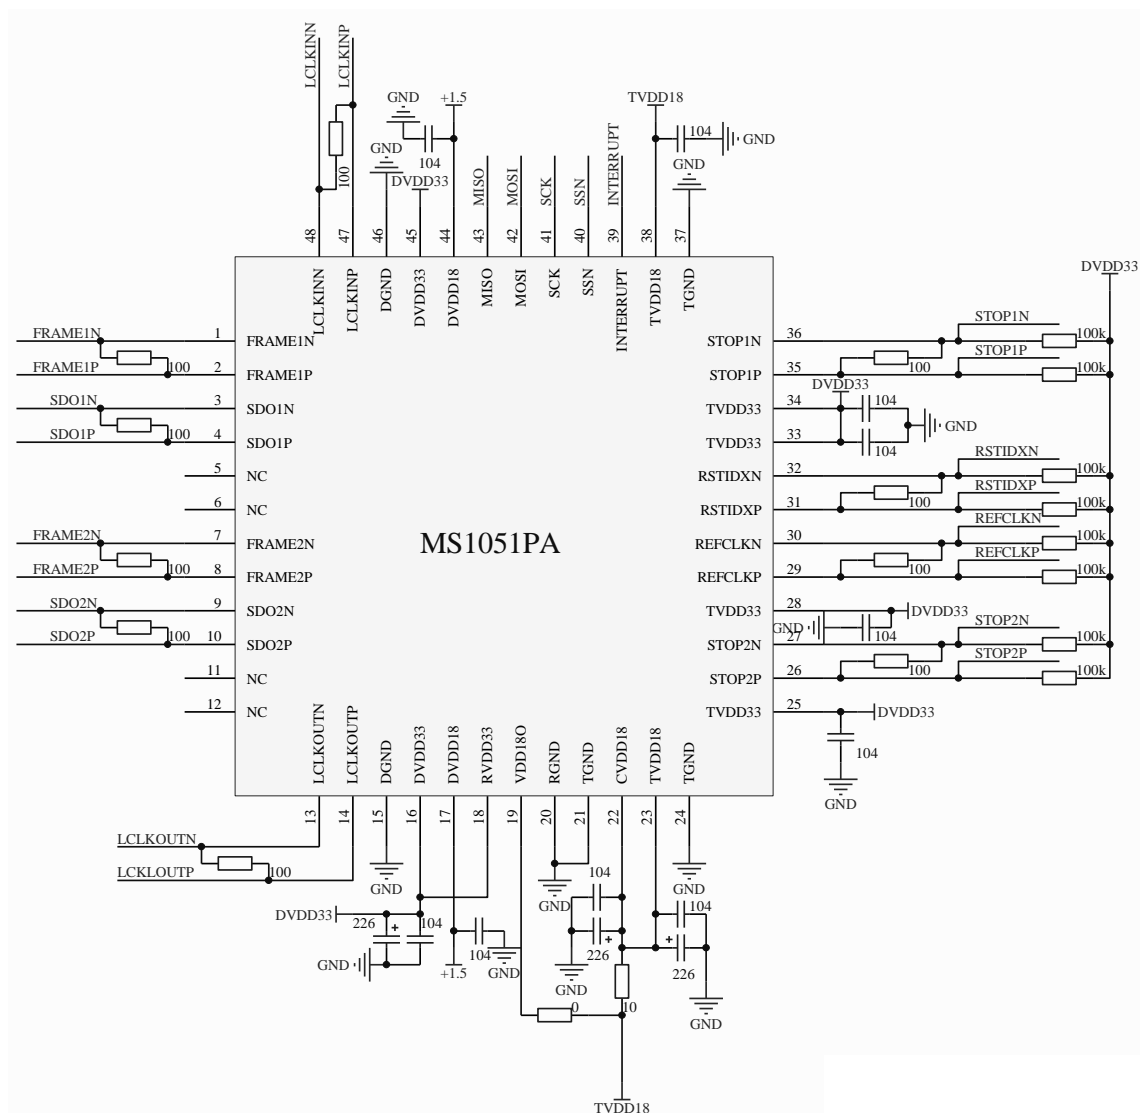 LCLKINN
LCLKINP
GND
+1.5
TVDD18
104
GND
104
GND
100
GND
DVDD33
MISO
MOSI
SCK
SSN
INTERRUPT
48
47
46
45
44
43
42
41
40
39
38
37
LCLKINN
LCLKINP
DGND
DVDD33
DVDD18
MISO
MOSI
SCK
SSN
INTERRUPT
TVDD18
TGND
DVDD33
FRAME1N 1 FRAME1N
FRAME1P 100 2 FRAME1P
SDO1N 3 SDO1N
SDO1P 100 4 SDO1P
5 NC
6 NC
FRAME2N 7 FRAME2N
FRAME2P 100 8 FRAME2P
SDO2N 9 SDO2N
SDO2P 100 10 SDO2P
11 NC
12 NC
MS1051PA
STOP1N 36 STOP1N 100k
STOP1P 35 100 STOP1P 100k
DVDD33
TVDD33 34 104
GND
TVDD33 33 104
RSTIDXN 32 RSTIDXN 100k
RSTIDXP 31 100 RSTIDXP 100k
REFCLKN 30 REFCLKN 100k
REFCLKP 29 100 REFCLKP 100k
TVDD33 28 DVDD33
GND 104
STOP2N 27 STOP2N 100k
STOP2P 26 100 STOP2P 100k
TVDD33 25 DVDD33
104
GND
LCLKOUTN
LCLKOUTP
DGND
DVDD33
DVDD18
RVDD33
VDD18O
RGND
TGND
CVDD18
TVDD18
TGND
13
14
15
16
17
18
19
20
21
22
23
24
LCLKOUTN
LCKLOUTP
100
GND
GND
GND
104
104
DVDD33
226
104
104
226
226
GND
+1.5
GND
GND
GND
0
10
TVDD18